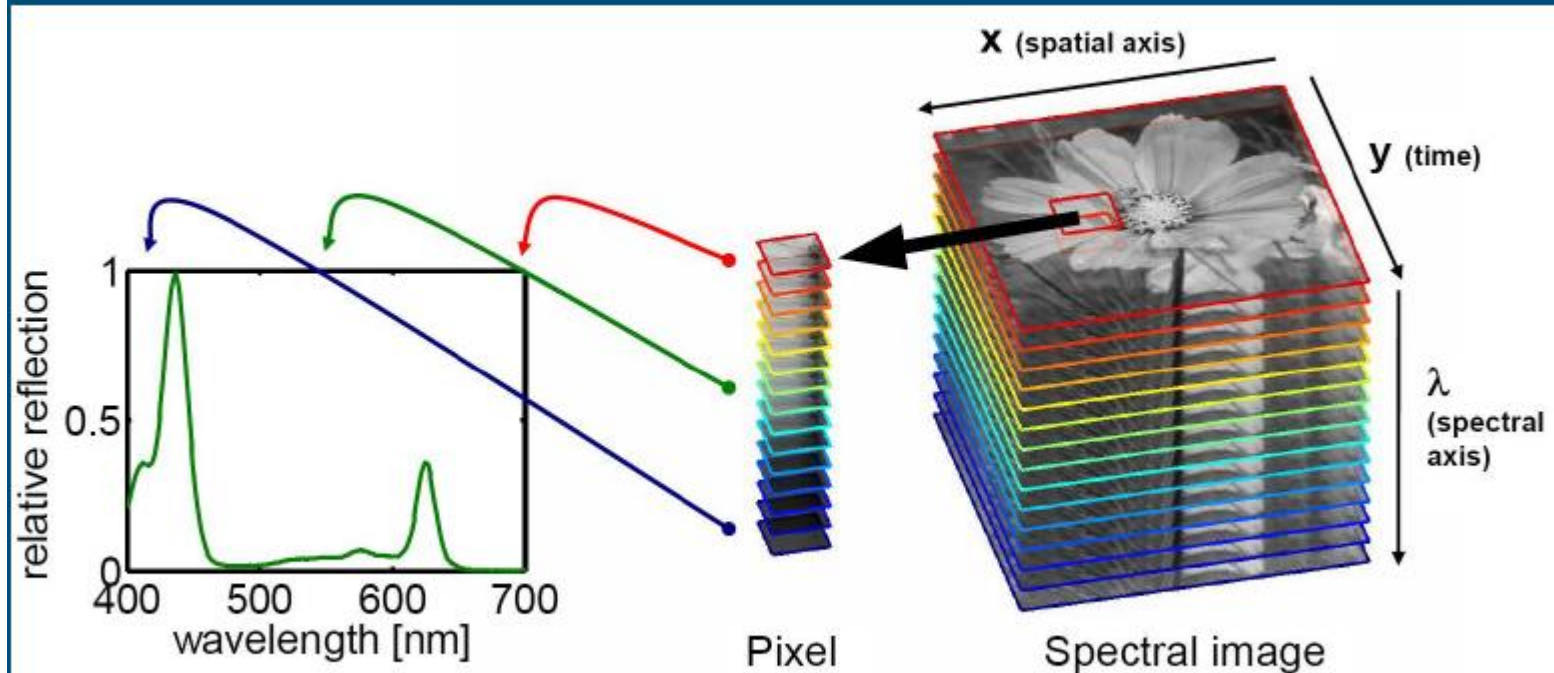 x (spatial axis)
y (time)
λ
(spectral
axis)
relative reflection
1
0.5
0
400 500 600 700
wavelength [nm]
Pixel
Spectral image